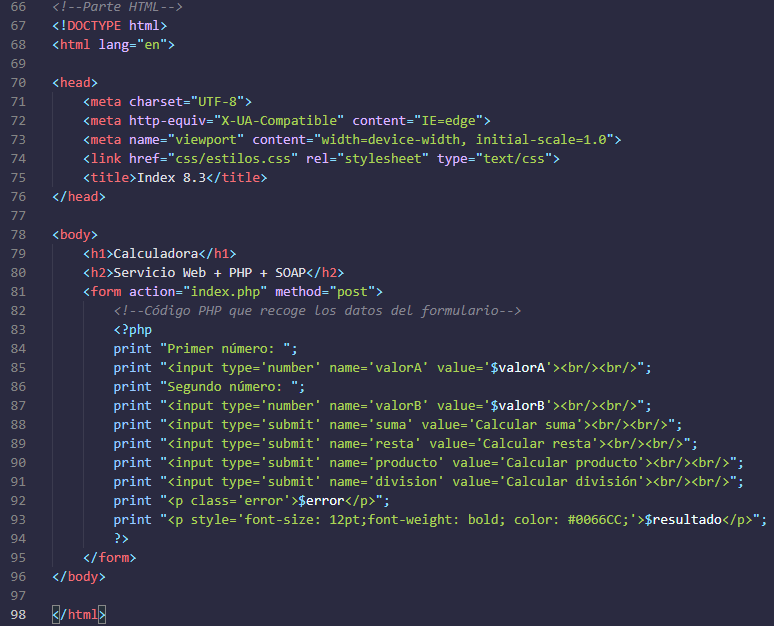 66 <!--Parte HTML-->
67 <!DOCTYPE html>
68 <html lang="en">
69
70 <head>
71     <meta charset="UTF-8">
72     <meta http-equiv="X-UA-Compatible" content="IE=edge">
73     <meta name="viewport" content="width=device-width, initial-scale=1.0">
74     <link href="css/estilos.css" rel="stylesheet" type="text/css">
75     <title>Index 8.3</title>
76 </head>
77
78 <body>
79     <h1>Calculadora</h1>
80     <h2>Servicio Web + PHP + SOAP</h2>
81     <form action="index.php" method="post">
82         <!--Código PHP que recoge los datos del formulario-->
83         <?php
84         print "Primer número: ";
85         print "<input type='number' name='valorA' value='$valorA'><br/><br/>";
86         print "Segundo número: ";
87         print "<input type='number' name='valorB' value='$valorB'><br/><br/>";
88         print "<input type='submit' name='suma' value='Calcular suma'><br/><br/>";
89         print "<input type='submit' name='resta' value='Calcular resta'><br/><br/>";
90         print "<input type='submit' name='producto' value='Calcular producto'><br/><br/>";
91         print "<input type='submit' name='division' value='Calcular división'><br/><br/>";
92         print "<p class='error'>$error</p>";
93         print "<p style='font-size: 12pt;font-weight: bold; color: #0066CC;'>$resultado</p>";
94         ?>
95     </form>
96 </body>
97
98 </html>